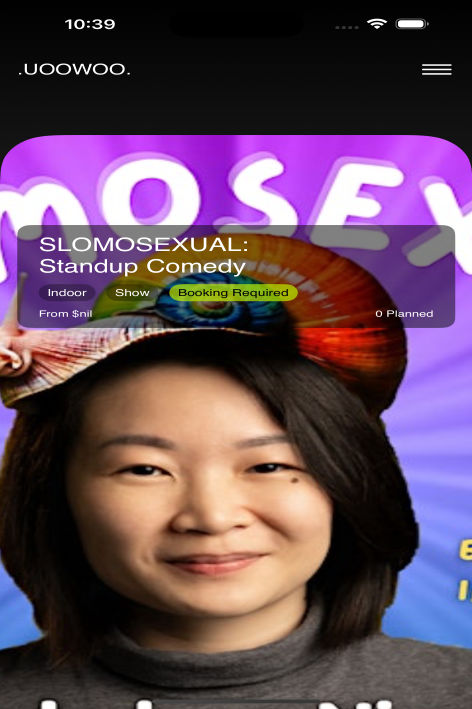 10:39
.UOOWOO.
MOSEX
SLOMOSEXUAL:
Standup Comedy
Indoor Show Booking Required
From $nil 0 Planned